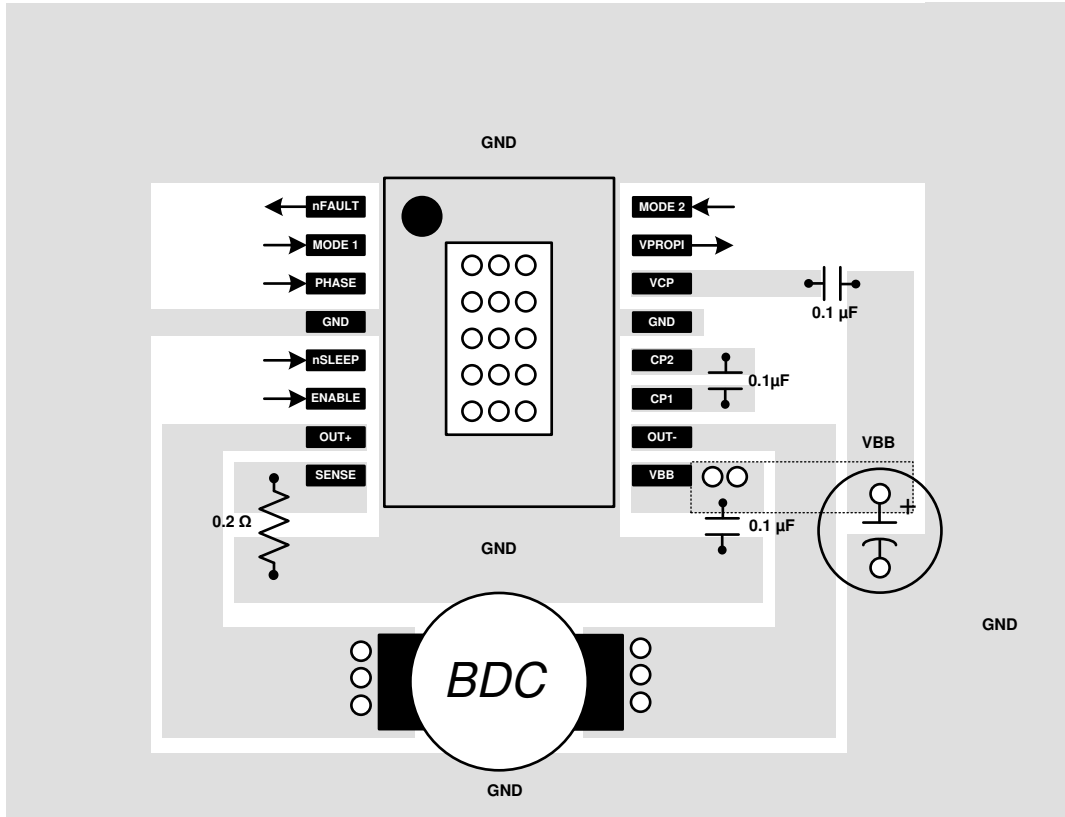 GND
nFAULT
MODE 2
MODE 1
VPROPI
PHASE
VCP
0.1 µF
GND
GND
nSLEEP
CP2
0.1µF
ENABLE
CP1
OUT+
OUT-
VBB
SENSE
VBB
+
0.2 Ω
0.1 µF
GND
GND
BDC
GND